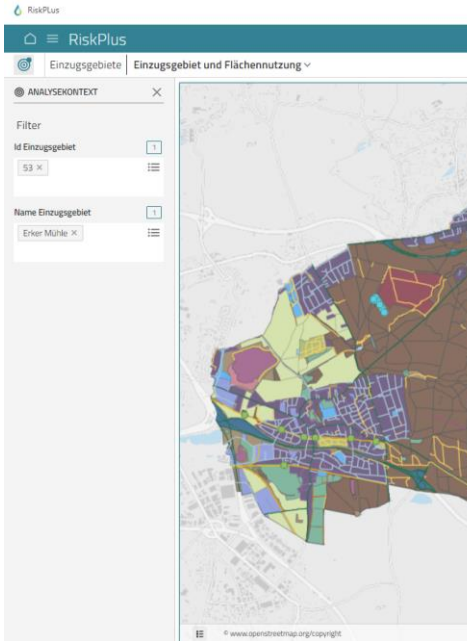 RiskPLus
RiskPlus
Einzugsgebiete Einzugsgebiet und Flächennutzung
ANALYSEKONTEXT
Filter
Id Einzugsgebiet 1
53 ×
Name Einzugsgebiet 1
Erker Mühle ×
© www.openstreetmap.org/copyright